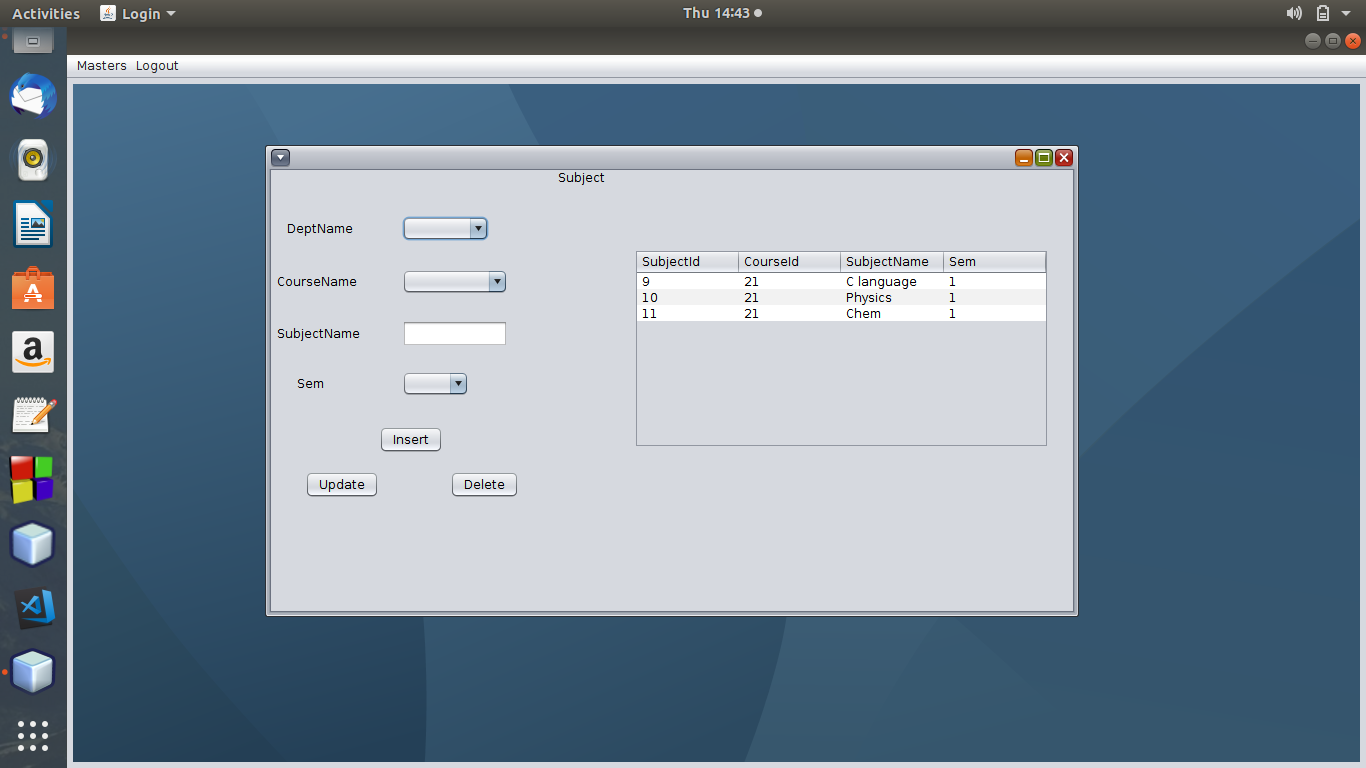 Activities Login Thu 14:43
Masters Logout
Subject
DeptName
CourseName
SubjectName
Sem
Insert
Update Delete
SubjectId CourseId SubjectName Sem
9 21 C language 1
10 21 Physics 1
11 21 Chem 1
a
A